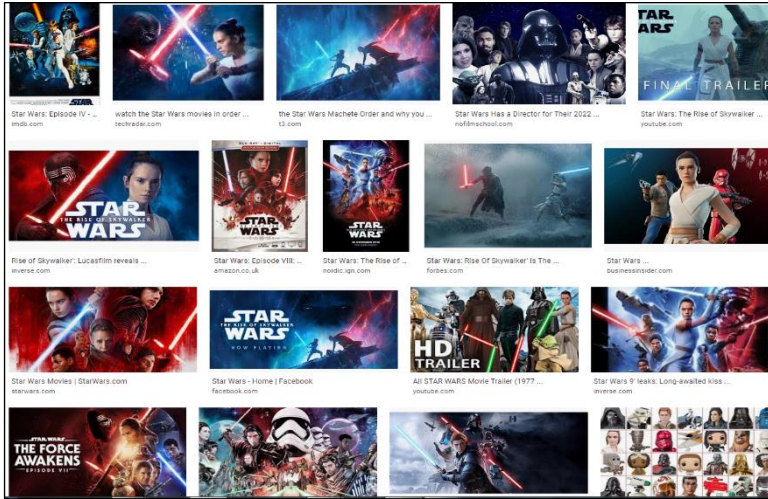 STAR
Star Wars: Episode IV - ...
imdb.com
watch the Star Wars movies in order ...
techradar.com
the Star Wars Machete Order and why you ...
t3.com
Star Wars Has a Director for Their 2022 ...
nofilmschool.com
TAR
ARS
FINAL TRAILER
Star Wars: The Rise of Skywalker ...
youtube.com
STAR
THE RISE OF SKYWALKER
WARS
Rise of Skywalker': Lucasfilm reveals ...
inverse.com
STAR
WARS
Star Wars: Episode VIII: ...
amazon.co.uk
STAR
WARS
Star Wars: The Rise of ...
nordic.ign.com
Star Wars: Rise Of Skywalker' Is The ...
forbes.com
Star Wars ...
businessinsider.com
Star Wars Movies | StarWars.com
starwars.com
STAR
THE RISE OF SKYWALKER
WARS
NOW PLAYING
Star Wars - Home | Facebook
facebook.com
HD
TRAILER
All STAR WARS Movie Trailer (1977 ...
youtube.com
Star Wars 9' leaks: Long-awaited kiss ...
inverse.com
STAR WARS
THE FORCE
AWAKENS
EPISODE VII